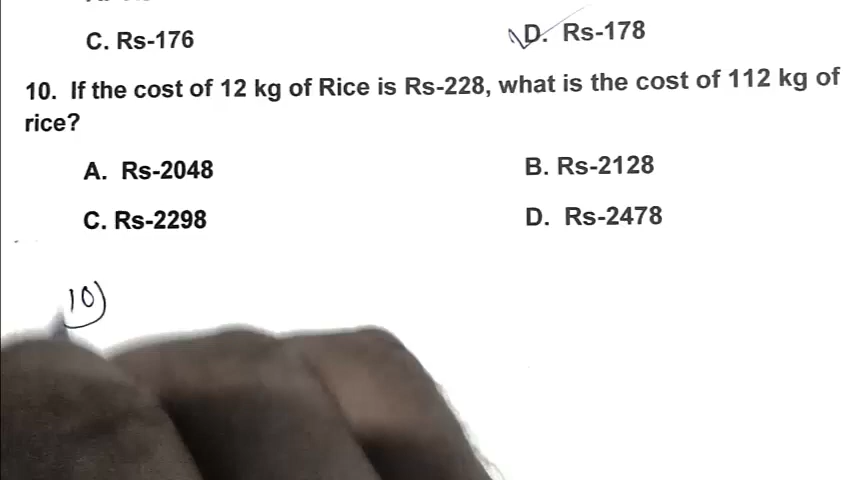 C. Rs-176
D. Rs-178
10. If the cost of 12 kg of Rice is Rs-228, what is the cost of 112 kg of
rice?
A. Rs-2048
B. Rs-2128
C. Rs-2298
D. Rs-2478
10)